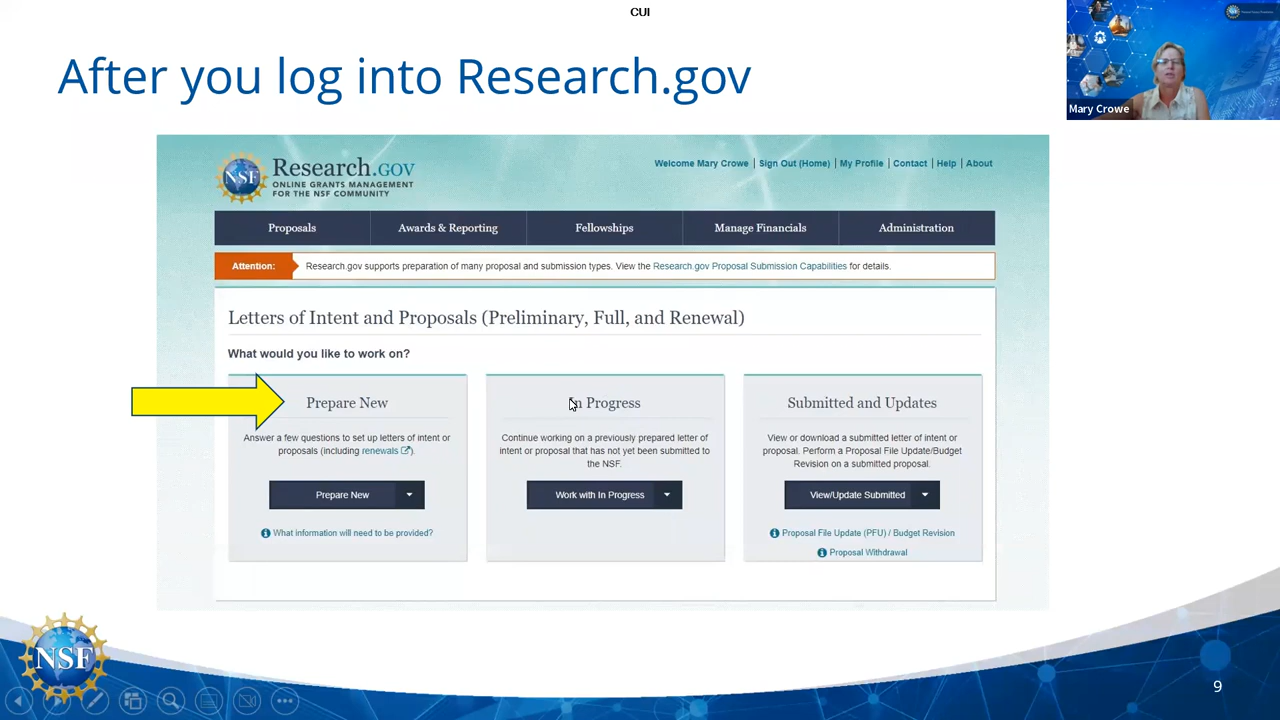 CUI
After you log into Research.gov
Mary Crowe
NSF
Research.gov
ONLINE GRANTS MANAGEMENT
FOR THE NSF COMMUNITY
Welcome Mary Crowe | Sign Out (Home) | My Profile | Contact | Help | About
Proposals
Awards & Reporting
Fellowships
Manage Financials
Administration
Attention:
Research.gov supports preparation of many proposal and submission types. View the Research.gov Proposal Submission Capabilities for details.
Letters of Intent and Proposals (Preliminary, Full, and Renewal)
What would you like to work on?
Prepare New
Answer a few questions to set up letters of intent or
proposals (including renewals).
Prepare New
What information will need to be provided?
In Progress
Continue working on a previously prepared letter of
intent or proposal that has not yet been submitted to
the NSF.
Work with In Progress
Submitted and Updates
View or download a submitted letter of intent or
proposal. Perform a Proposal File Update/Budget
Revision on a submitted proposal.
View/Update Submitted
Proposal File Update (PFU) / Budget Revision
Proposal Withdrawal
NSF
9